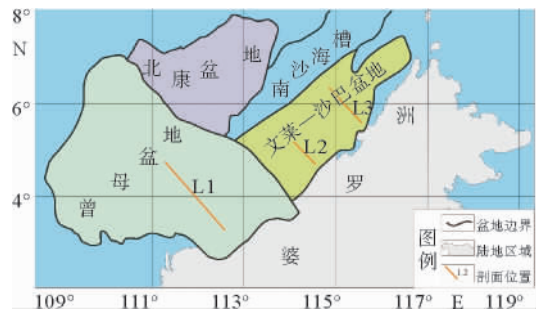 8°
N
6°
4°
北康盆地
南沙海槽
文莱—沙巴盆地
曾母盆地
婆罗洲
L1
L2
L3
图例
盆地边界
陆地区域
L2 剖面位置
109° 111° 113° 115° 117° E 119°